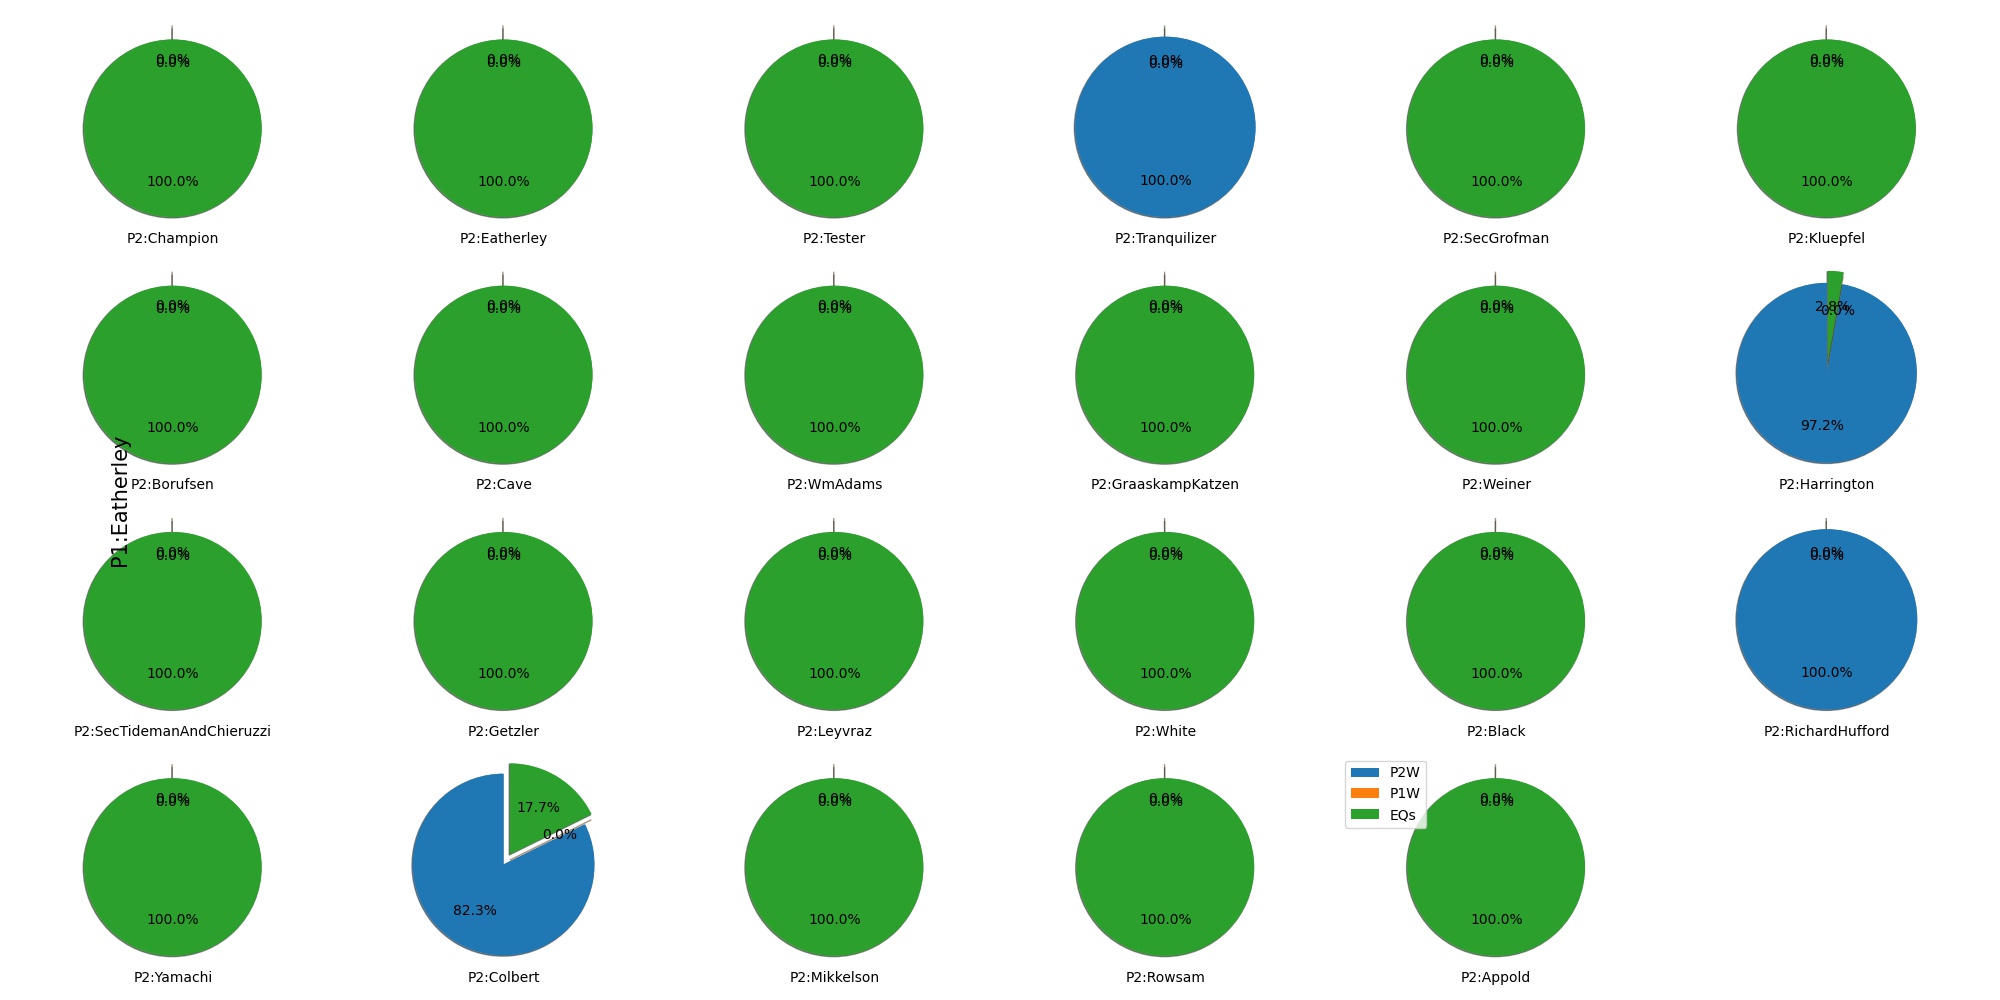 0.0%
0.0%
100.0%
P2:Champion
0.0%
0.0%
100.0%
P2:Eatherley
0.0%
0.0%
100.0%
P2:Tester
0.0%
0.0%
100.0%
P2:Tranquilizer
0.0%
0.0%
100.0%
P2:SecGrofman
0.0%
0.0%
100.0%
P2:Kluepfel
0.0%
0.0%
100.0%
P2:Borufsen
0.0%
0.0%
100.0%
P2:Cave
0.0%
0.0%
100.0%
P2:WmAdams
0.0%
0.0%
100.0%
P2:GraaskampKatzen
0.0%
0.0%
100.0%
P2:Weiner
2.8%
0.0%
97.2%
P2:Harrington
P1:Eatherley
0.0%
0.0%
100.0%
P2:SecTidemanAndChieruzzi
0.0%
0.0%
100.0%
P2:Getzler
0.0%
0.0%
100.0%
P2:Leyvraz
0.0%
0.0%
100.0%
P2:White
0.0%
0.0%
100.0%
P2:Black
0.0%
0.0%
100.0%
P2:RichardHufford
0.0%
0.0%
100.0%
P2:Yamachi
17.7%
0.0%
82.3%
P2:Colbert
0.0%
0.0%
100.0%
P2:Mikkelson
0.0%
0.0%
100.0%
P2:Rowsam
P2W
P1W
EQs
0.0%
0.0%
100.0%
P2:Appold